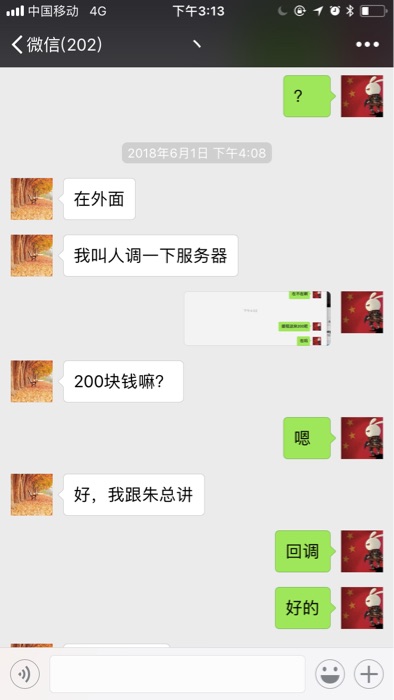 中国移动 4G 下午3:13
微信(202) 丶
?
2018年6月1日 下午4:08
在外面
我叫人调一下服务器
200块钱嘛?
嗯
好，我跟朱总讲
回调
好的